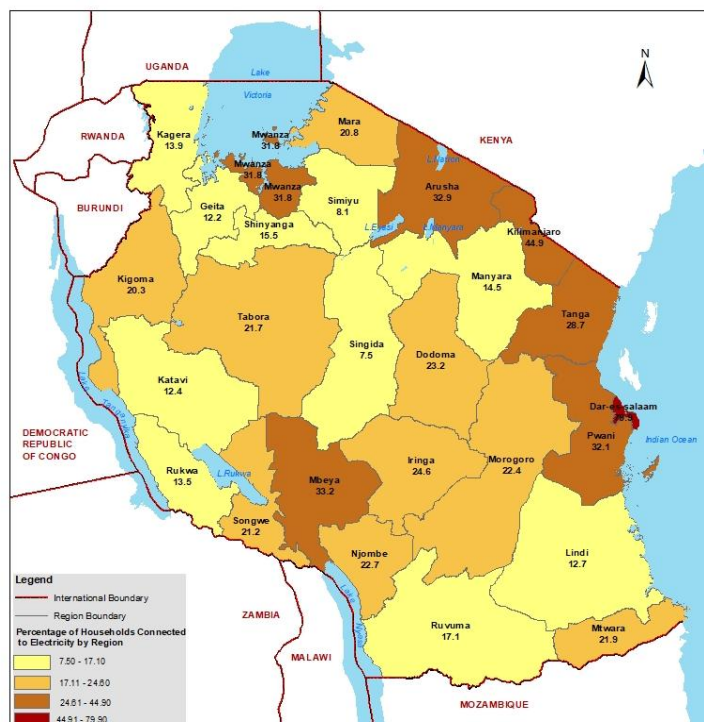 N
UGANDA
Lake
Victoria
RWANDA
KENYA
BURUNDI
Kagera
13.9
Mwanza
31.8
Mara
20.8
Mwanza
31.8
Mwanza
31.8
L.Natron
Arusha
32.9
Geita
12.2
Simiyu
8.1
Shinyanga
15.5
L.Eyasi
L.Manyara
Kilimanjaro
44.9
Kigoma
20.3
Manyara
14.5
Tabora
21.7
Tanga
28.7
Singida
7.5
Dodoma
23.2
Katavi
12.4
Lake
Tanganyika
Dar-es-salaam
Pwani
32.1
Indian Ocean
DEMOCRATIC
REPUBLIC
OF CONGO
Iringa
24.6
Morogoro
22.4
Rukwa
13.5
L.Rukwa
Mbeya
33.2
Songwe
21.2
Njombe
22.7
Lindi
12.7
Lake
Nyasa
Ruvuma
17.1
Mtwara
21.9
ZAMBIA
MALAWI
MOZAMBIQUE
Legend
International Boundary
Region Boundary
Percentage of Households Connected
to Electricity by Region
7.50 - 17.10
17.11 - 24.60
24.61 - 44.90
44.91 - 79.90